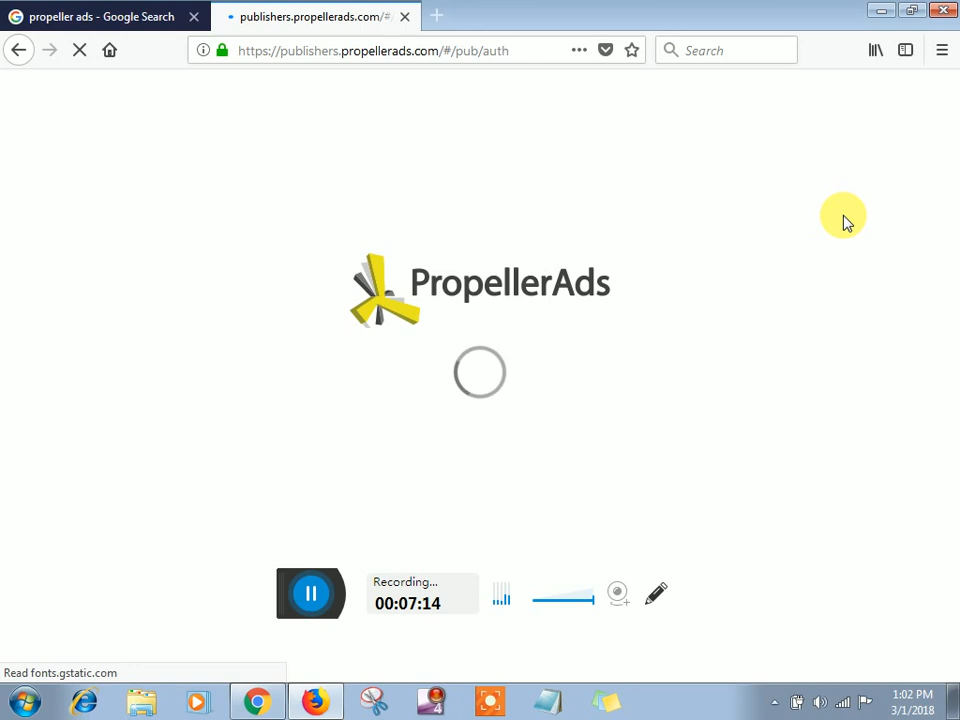 propeller ads - Google Search
publishers.propellerads.com/#
https://publishers.propellerads.com/#/pub/auth
Search
PropellerAds
Recording...
00:07:14
Read fonts.gstatic.com
4
1:02 PM
3/1/2018